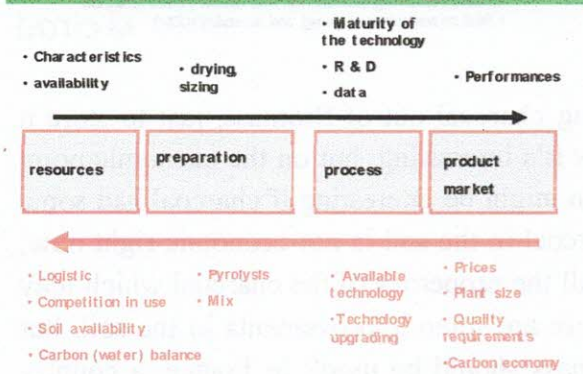 • Maturity of
the technology
• R & D
• data
• Characteristics
• availability
• drying,
sizing
• Performances
resources
preparation
process
product
market
• Logistic
• Competition in use
• Soil availability
• Carbon (water) balance
• Pyrolysis
• Mix
• Available
technology
• Technology
upgrading
• Prices
• Plant size
• Quality
requirements
•Carbon economy